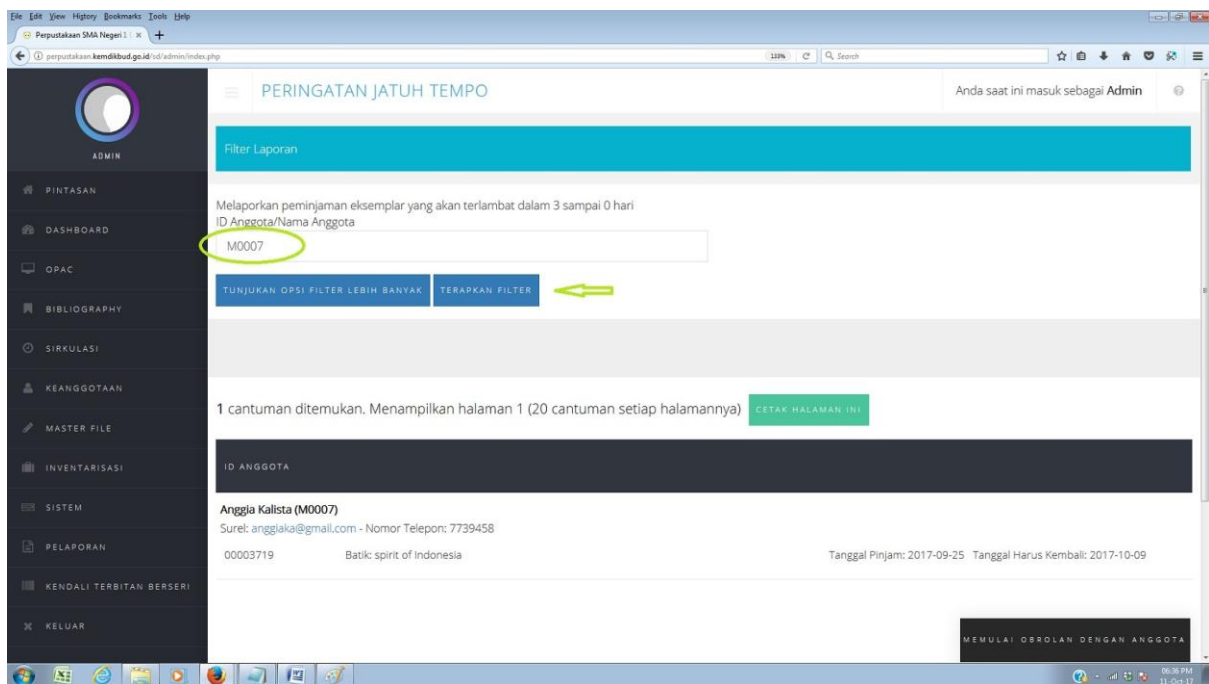 File Edit View History Bookmarks Tools Help
Perpustakaan SMA Negeri 1
perpustakaan.kemdikbud.go.id/sd/admin/index.php 133% Search
PERINGATAN JATUH TEMPO Anda saat ini masuk sebagai Admin
ADMIN
Filter Laporan
PINTASAN
DASHBOARD
OPAC
BIBLIOGRAPHY
SIRKULASI
KEANGGOTAAN
MASTER FILE
INVENTARISASI
SISTEM
PELAPORAN
KENDALI TERBITAN BERSERI
KELUAR
Melaporkan peminjaman eksemplar yang akan terlambat dalam 3 sampai 0 hari
ID Anggota/Nama Anggota
M0007
TUNJUKAN OPSI FILTER LEBIH BANYAK TERAPKAN FILTER
1 cantuman ditemukan. Menampilkan halaman 1 (20 cantuman setiap halamannya) CETAK HALAMAN INI
ID ANGGOTA
Anggia Kalista (M0007)
Surel: anggiaka@gmail.com - Nomor Telepon: 7739458
00003719 Batik: spirit of Indonesia Tanggal Pinjam: 2017-09-25 Tanggal Harus Kembali: 2017-10-09
MEMULAI OBROLAN DENGAN ANGGOTA
06:36 PM
11-Oct-17